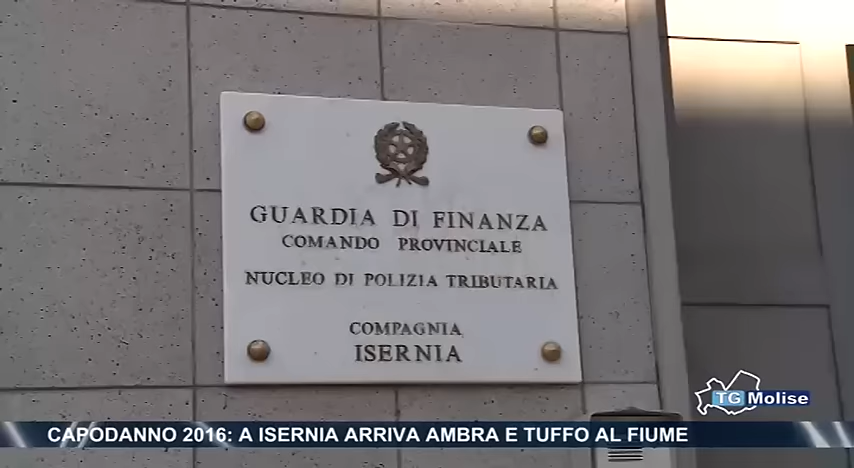 GUARDIA DI FINANZA
COMANDO PROVINCIALE
NUCLEO DI POLIZIA TRIBUTARIA
COMPAGNIA
ISERNIA
TG Molise
CAPODANNO 2016: A ISERNIA ARRIVA AMBRA E TUFFO AL FIUME